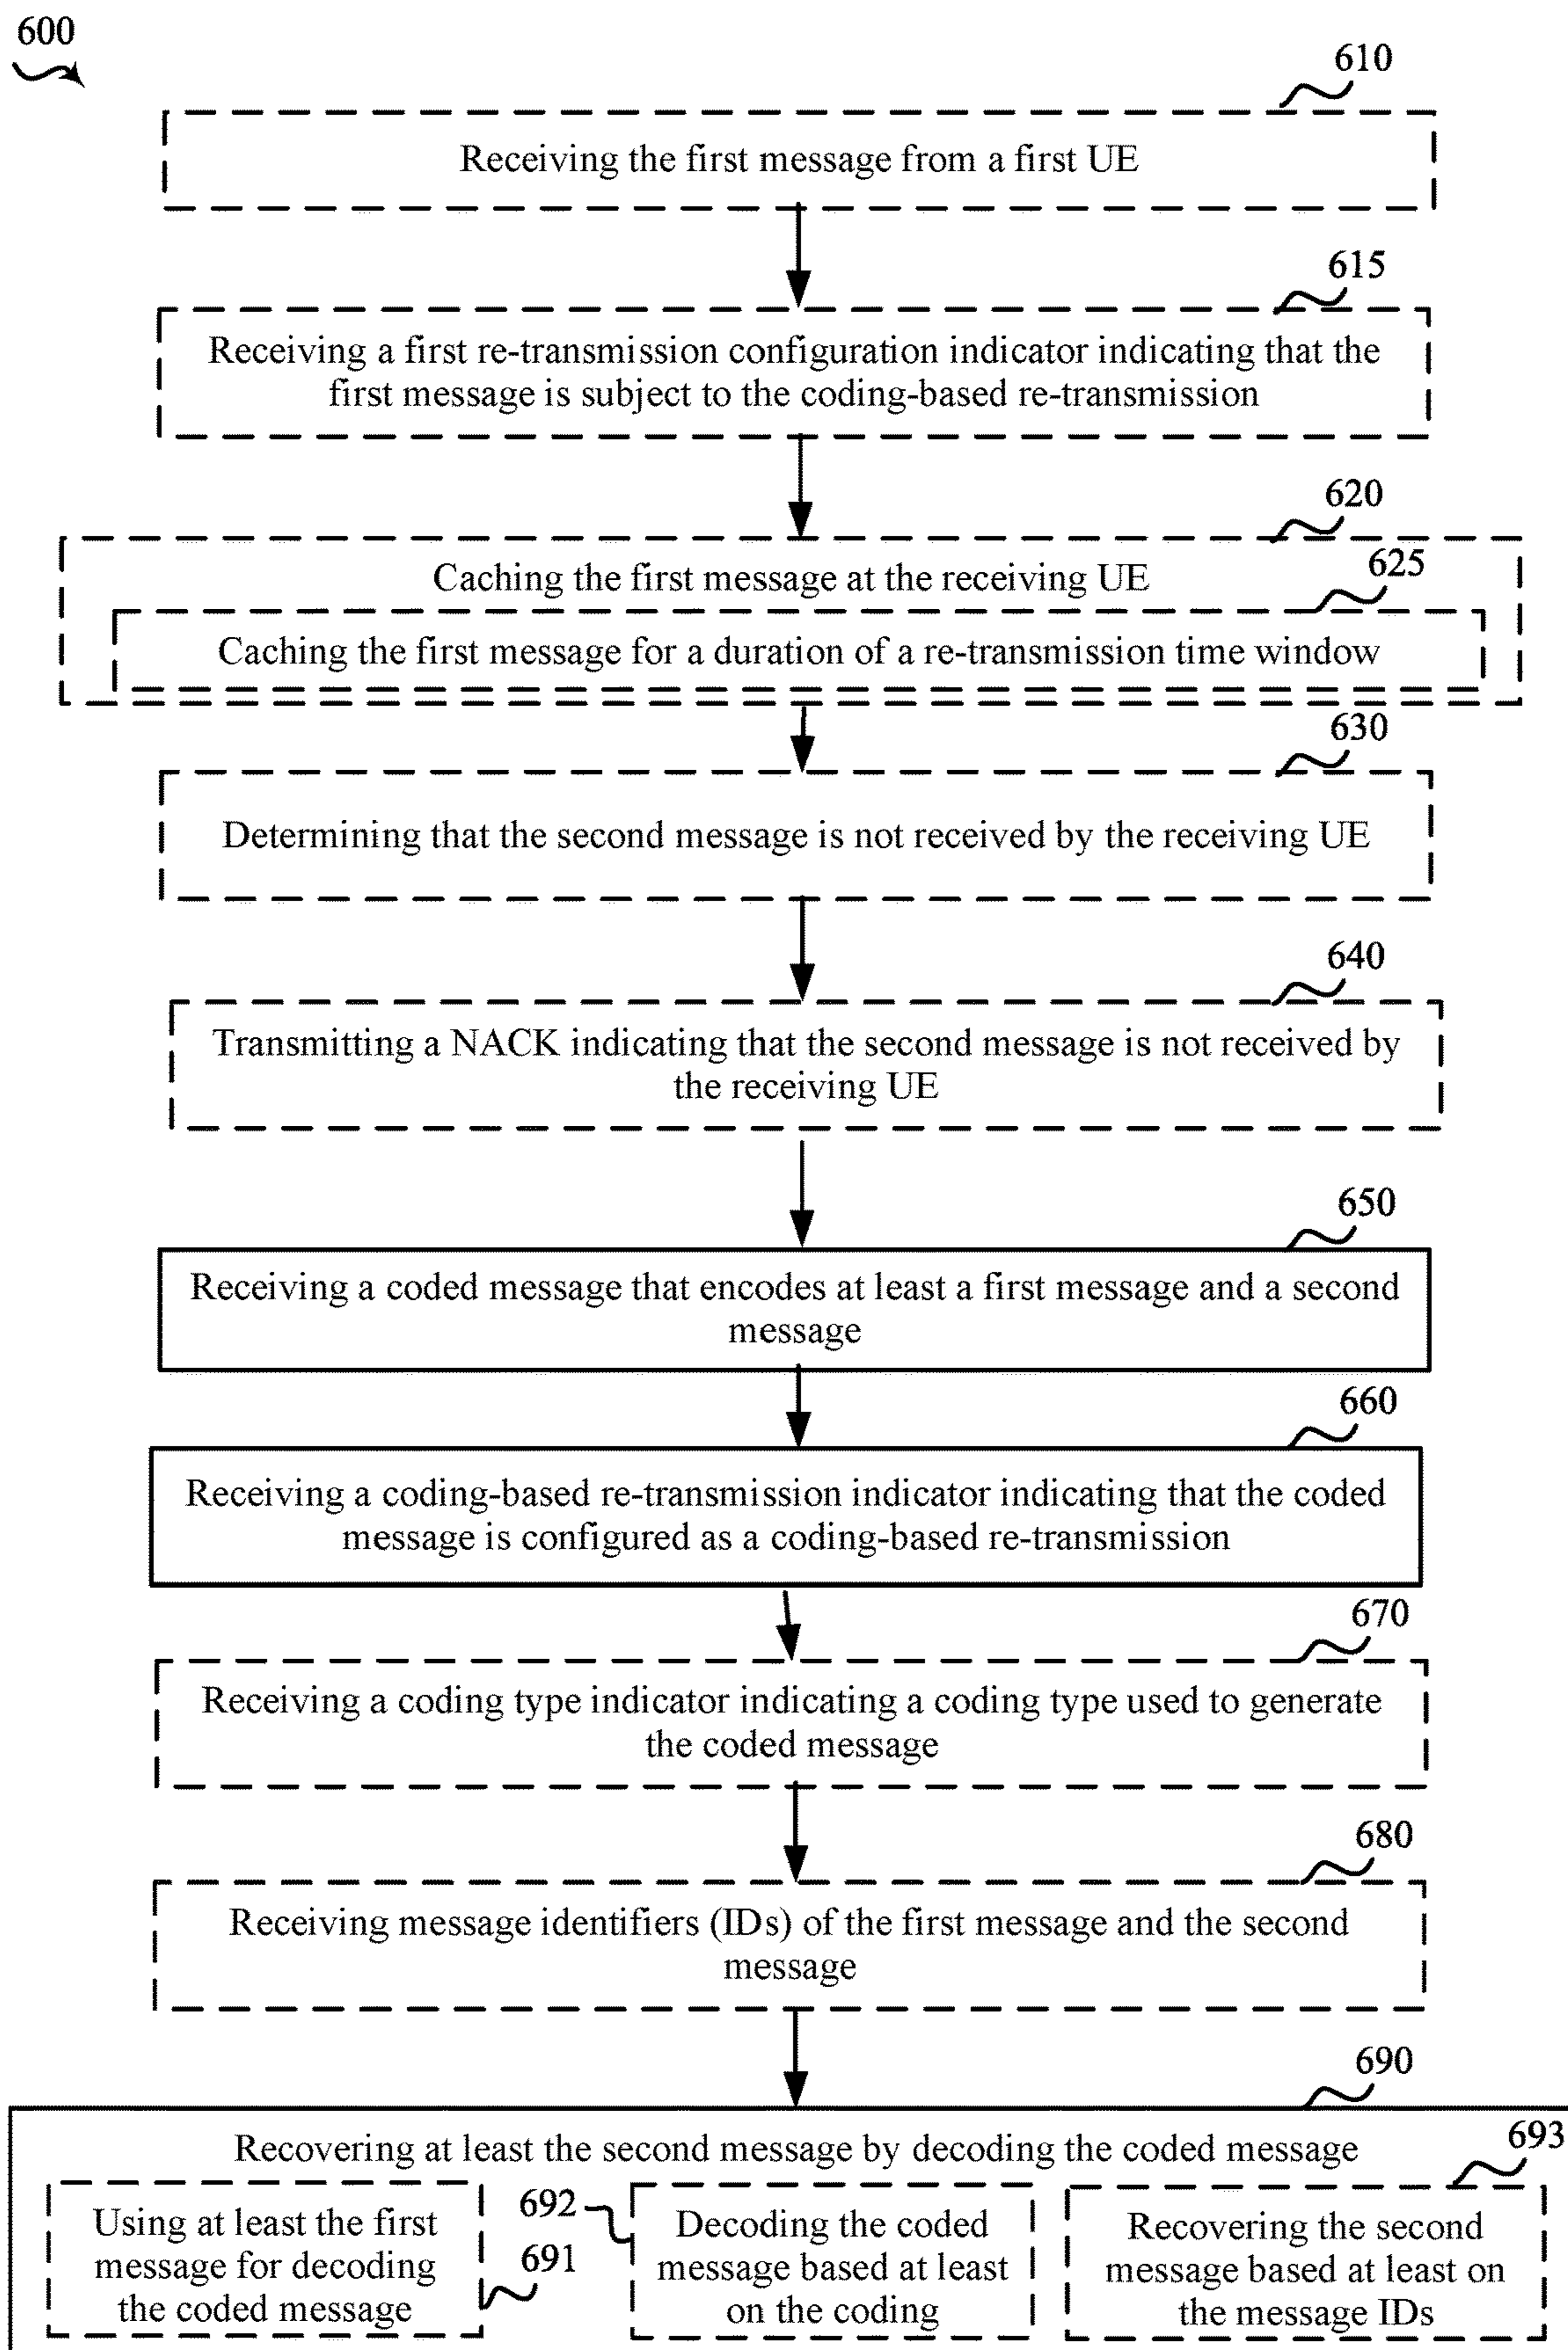 600
610
Receiving the first message from a first UE
615
Receiving a first re-transmission configuration indicator indicating that the
first message is subject to the coding-based re-transmission
620
Caching the first message at the receiving UE
625
Caching the first message for a duration of a re-transmission time window
630
Determining that the second message is not received by the receiving UE
640
Transmitting a NACK indicating that the second message is not received by
the receiving UE
650
Receiving a coded message that encodes at least a first message and a second
message
660
Receiving a coding-based re-transmission indicator indicating that the coded
message is configured as a coding-based re-transmission
670
Receiving a coding type indicator indicating a coding type used to generate
the coded message
680
Receiving message identifiers (IDs) of the first message and the second
message
690
Recovering at least the second message by decoding the coded message
Using at least the first
message for decoding
the coded message
691
692
Decoding the coded
message based at least
on the coding
693
Recovering the second
message based at least on
the message IDs